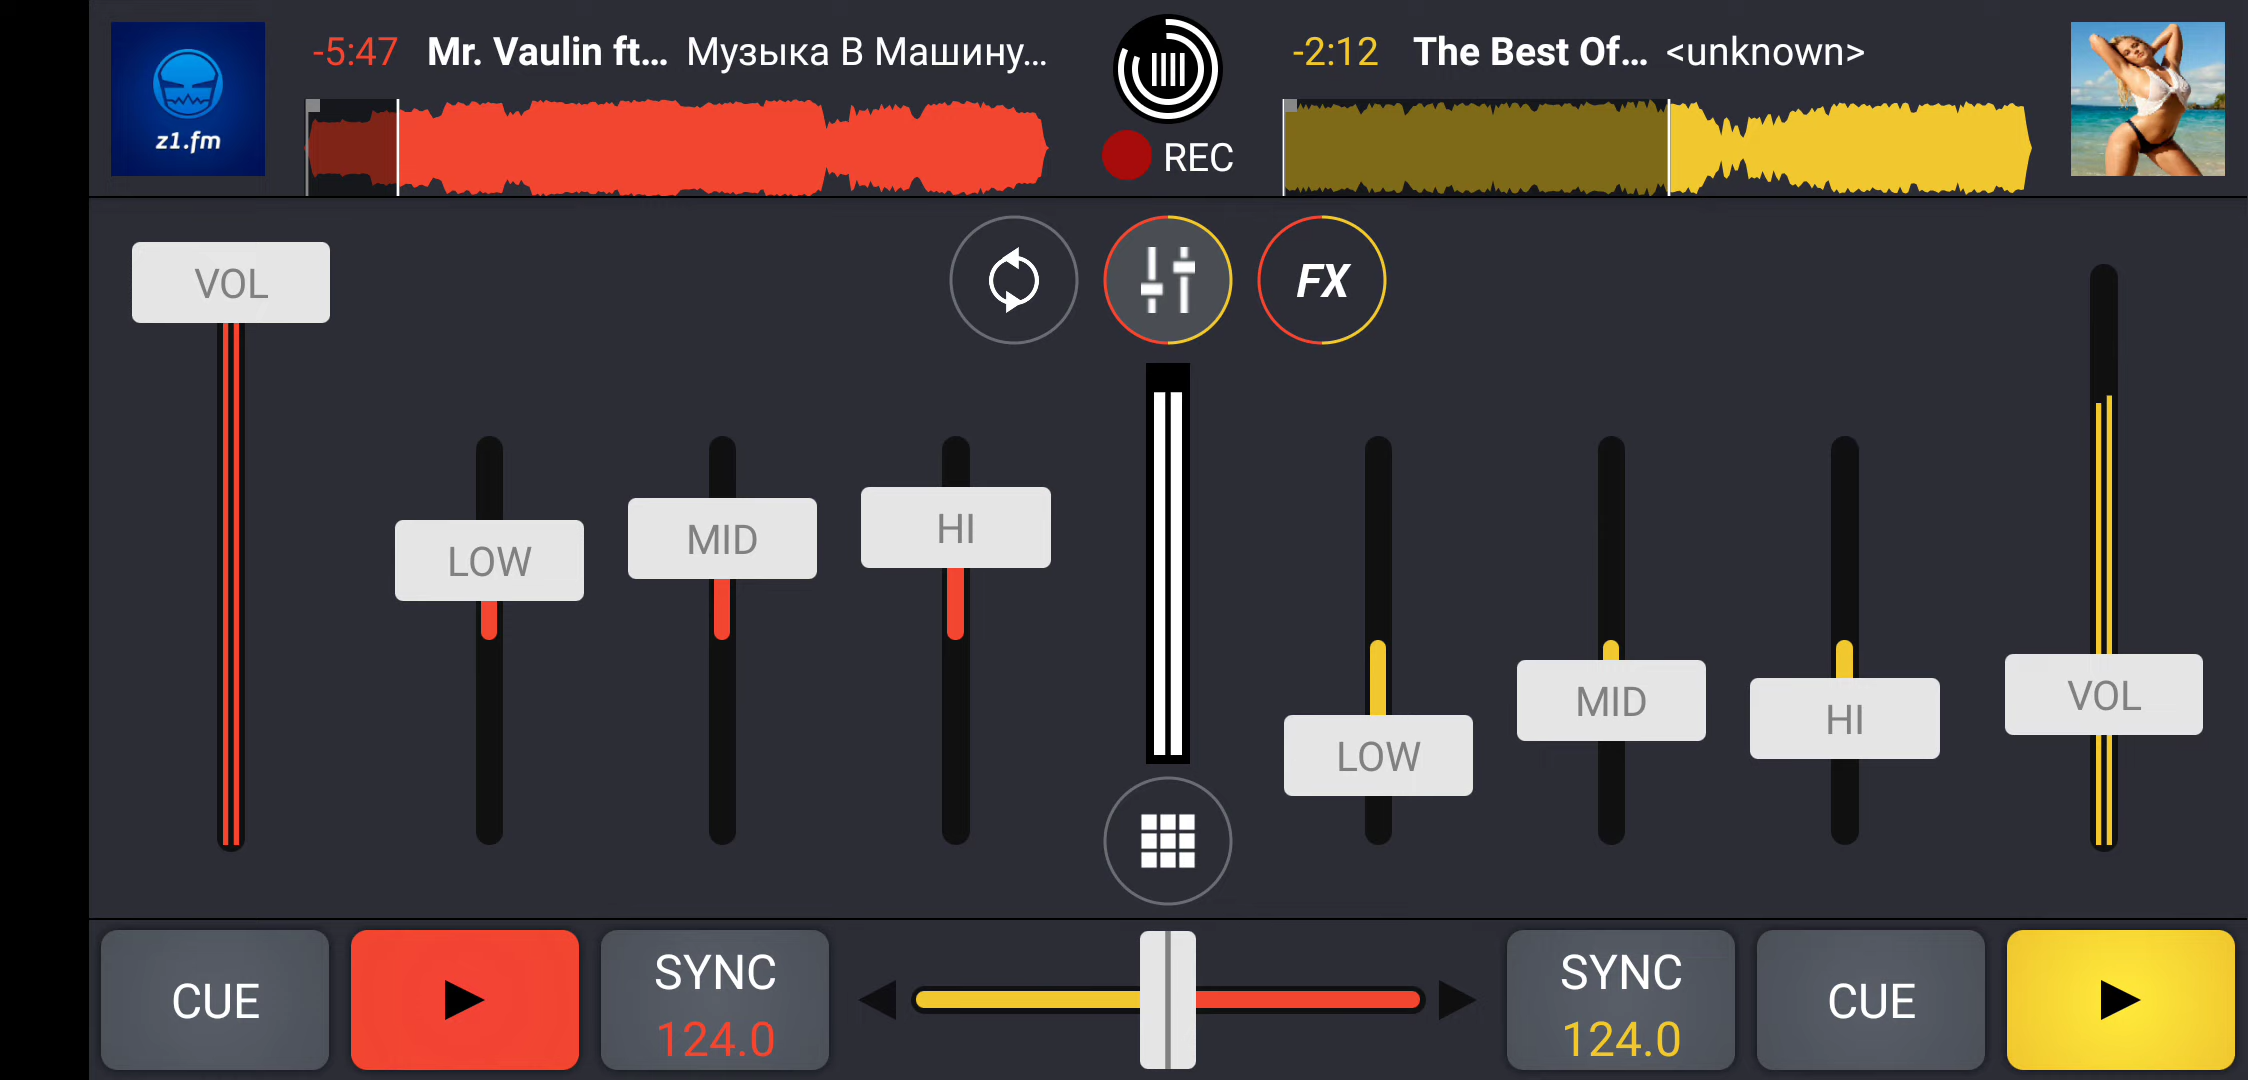 z1.fm
-5:47 Mr. Vaulin ft... Музыка В Машину...
REC
-2:12 The Best Of... <unknown>
FX
VOL
LOW
MID
HI
LOW
MID
HI
VOL
CUE
SYNC
124.0
SYNC
124.0
CUE